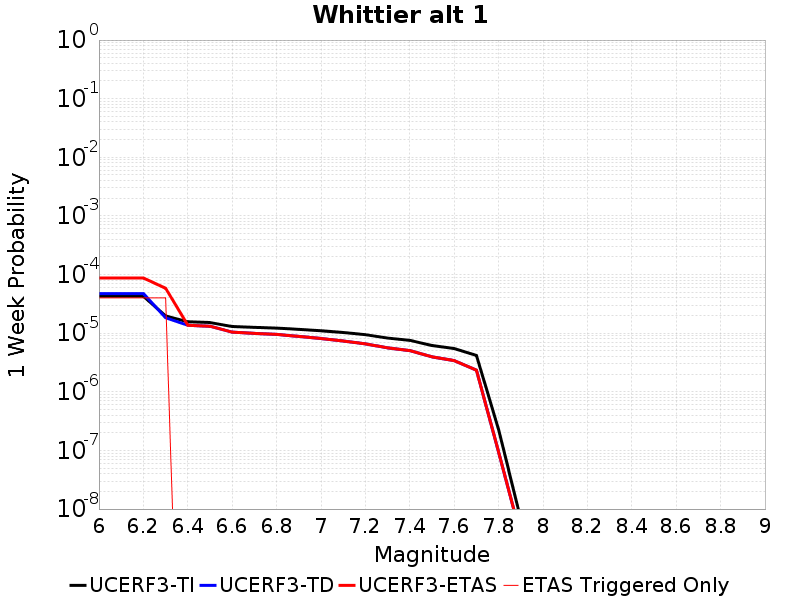 Whittier alt 1
10^0
10^-1
10^-2
10^-3
10^-4
10^-5
10^-6
10^-7
10^-8
1 Week Probability
6 6.2 6.4 6.6 6.8 7 7.2 7.4 7.6 7.8 8 8.2 8.4 8.6 8.8 9
Magnitude
UCERF3-TI UCERF3-TD UCERF3-ETAS ETAS Triggered Only